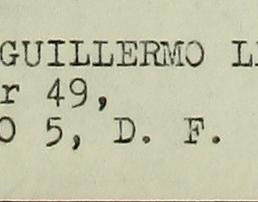 GUILLERMO L
r 49,
O 5, D. F.